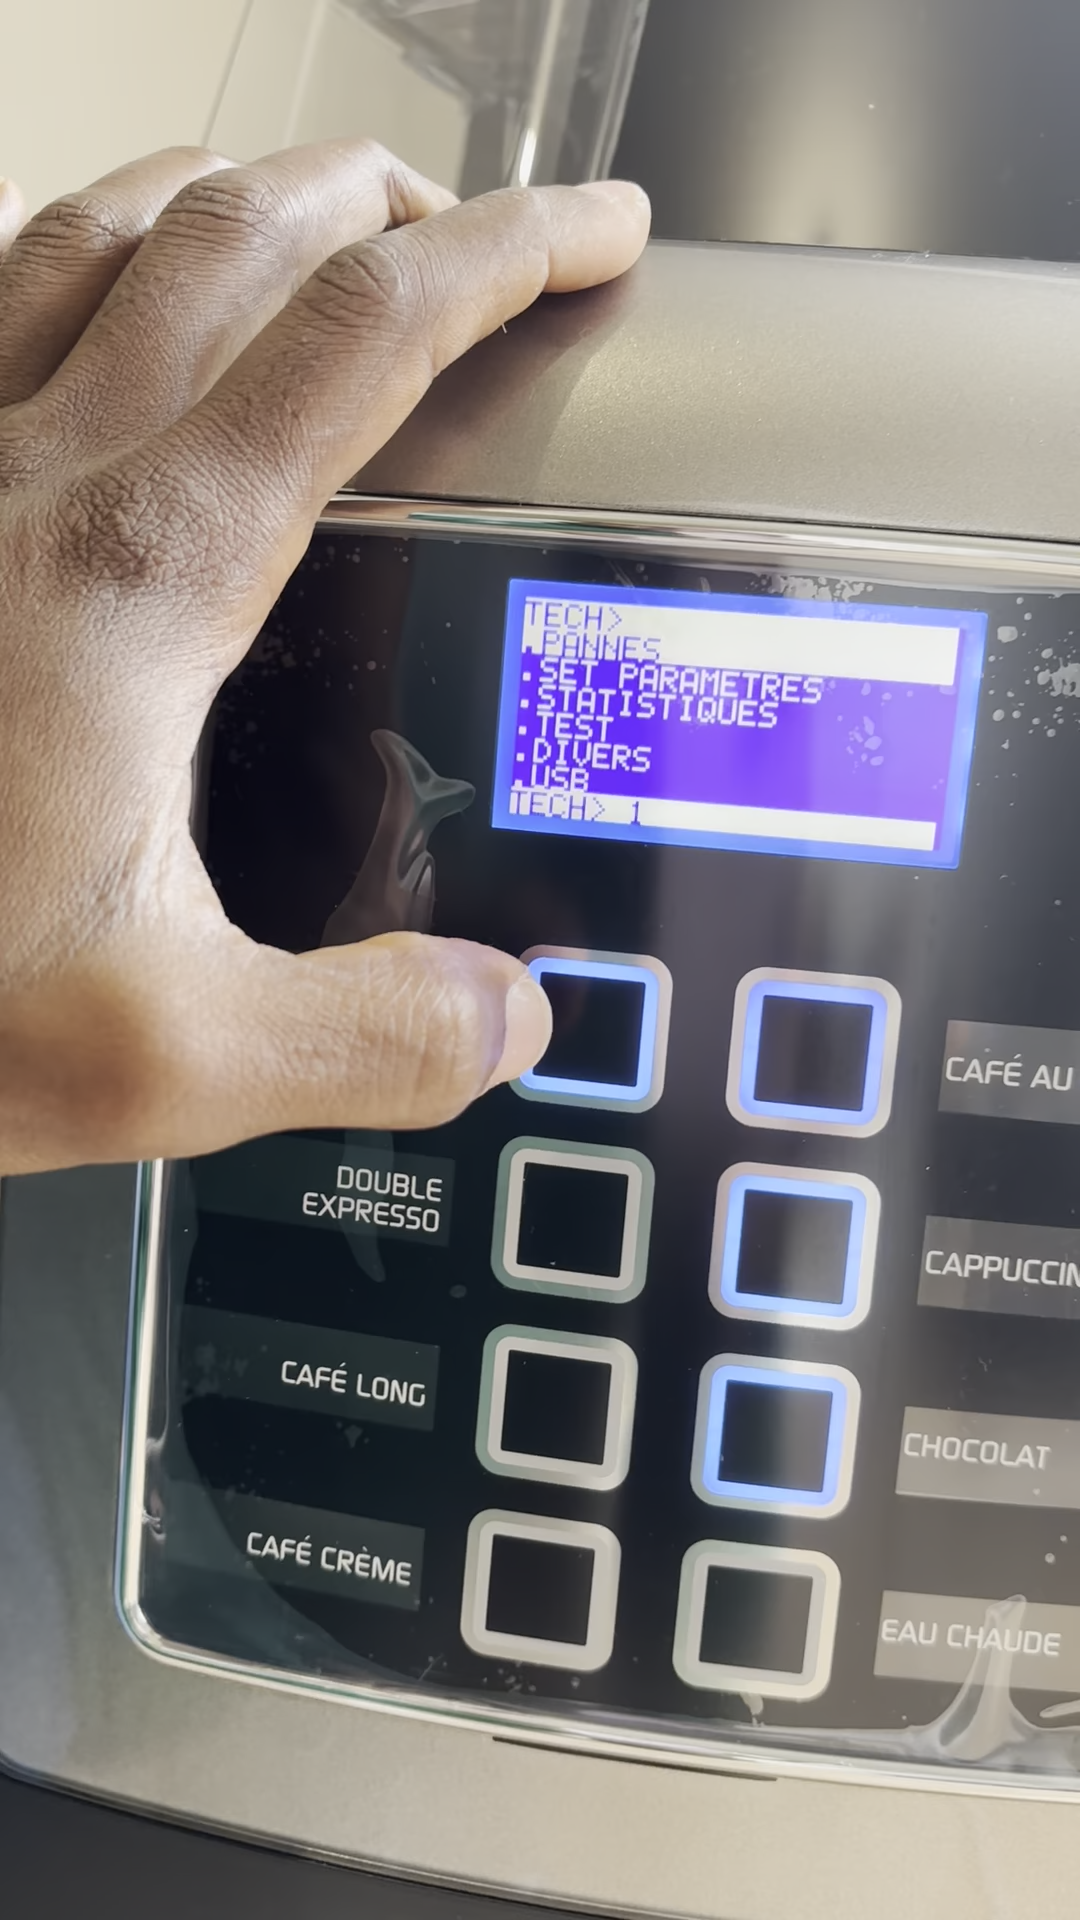 TECH>
.PANNES
.SET PARAMETRES
.STATISTIQUES
.TEST
.DIVERS
.USB
TECH> 1
CAFÉ AU
DOUBLE
EXPRESSO
CAPPUCCIN
CAFÉ LONG
CHOCOLAT
CAFÉ CRÈME
EAU CHAUDE